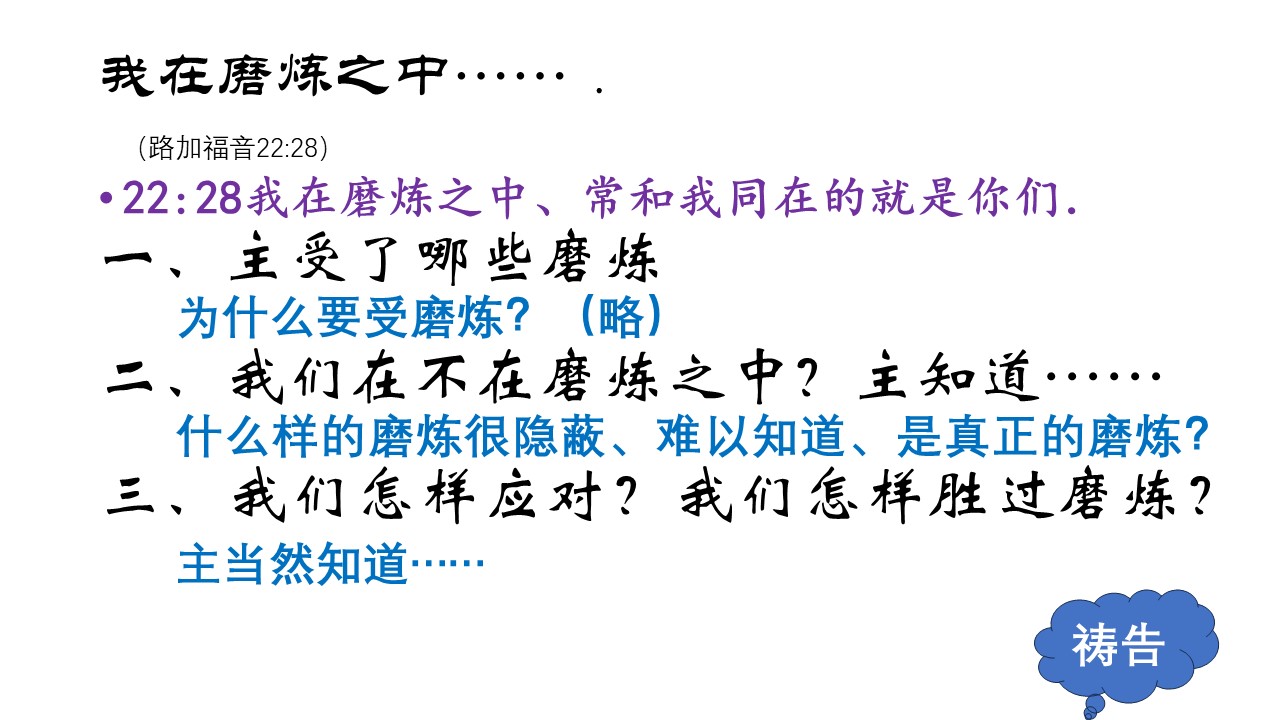 我在磨炼之中…… .
（路加福音22:28）
•22:28我在磨炼之中、常和我同在的就是你们.
一、主受了哪些磨炼
为什么要受磨炼？（略）
二、我们在不在磨炼之中？主知道……
什么样的磨炼很隐蔽、难以知道、是真正的磨炼？
三、我们怎样应对？我们怎样胜过磨炼？
主当然知道……
祷告